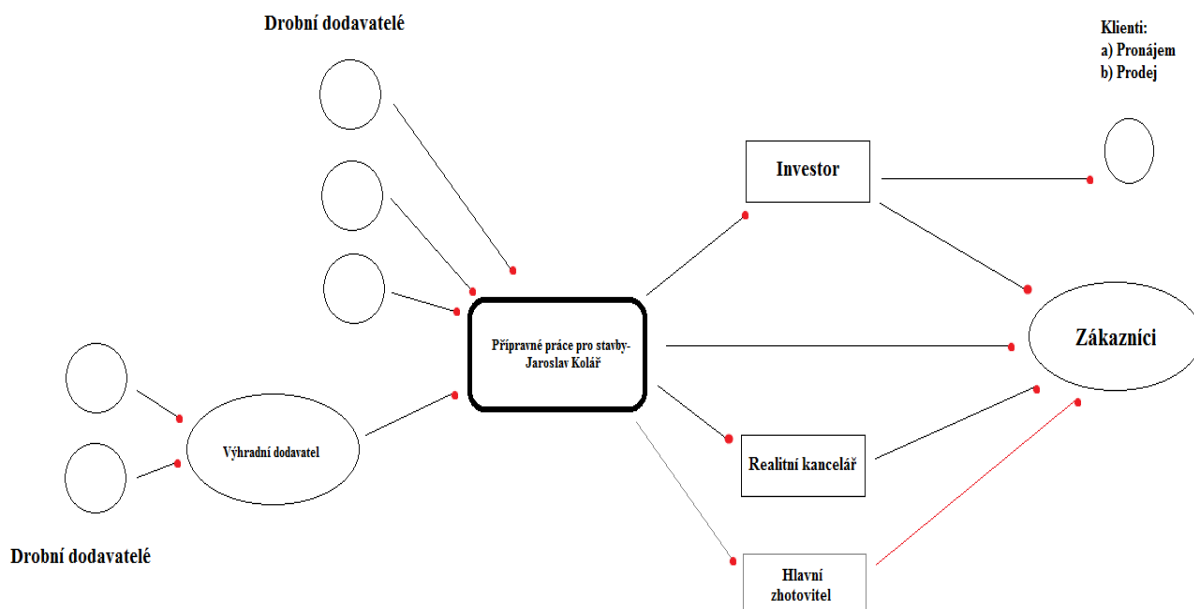 Drobní dodavatelé
Klienti:
a) Pronájem
b) Prodej
Investor
Zákazníci
Přípravné práce pro stavby-
Jaroslav Kolář
Výhradní dodavatel
Realitní kancelář
Drobní dodavatelé
Hlavní
zhotovitel